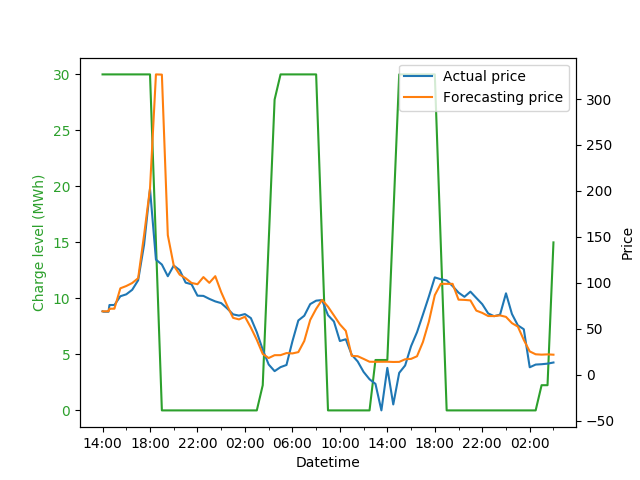 Actual price
Forecasting price
Charge level (MWh)
30
25
20
15
10
5
0
300
250
200
150
100
50
0
−50
Price
14:00 18:00 22:00 02:00 06:00 10:00 14:00 18:00 22:00 02:00
Datetime